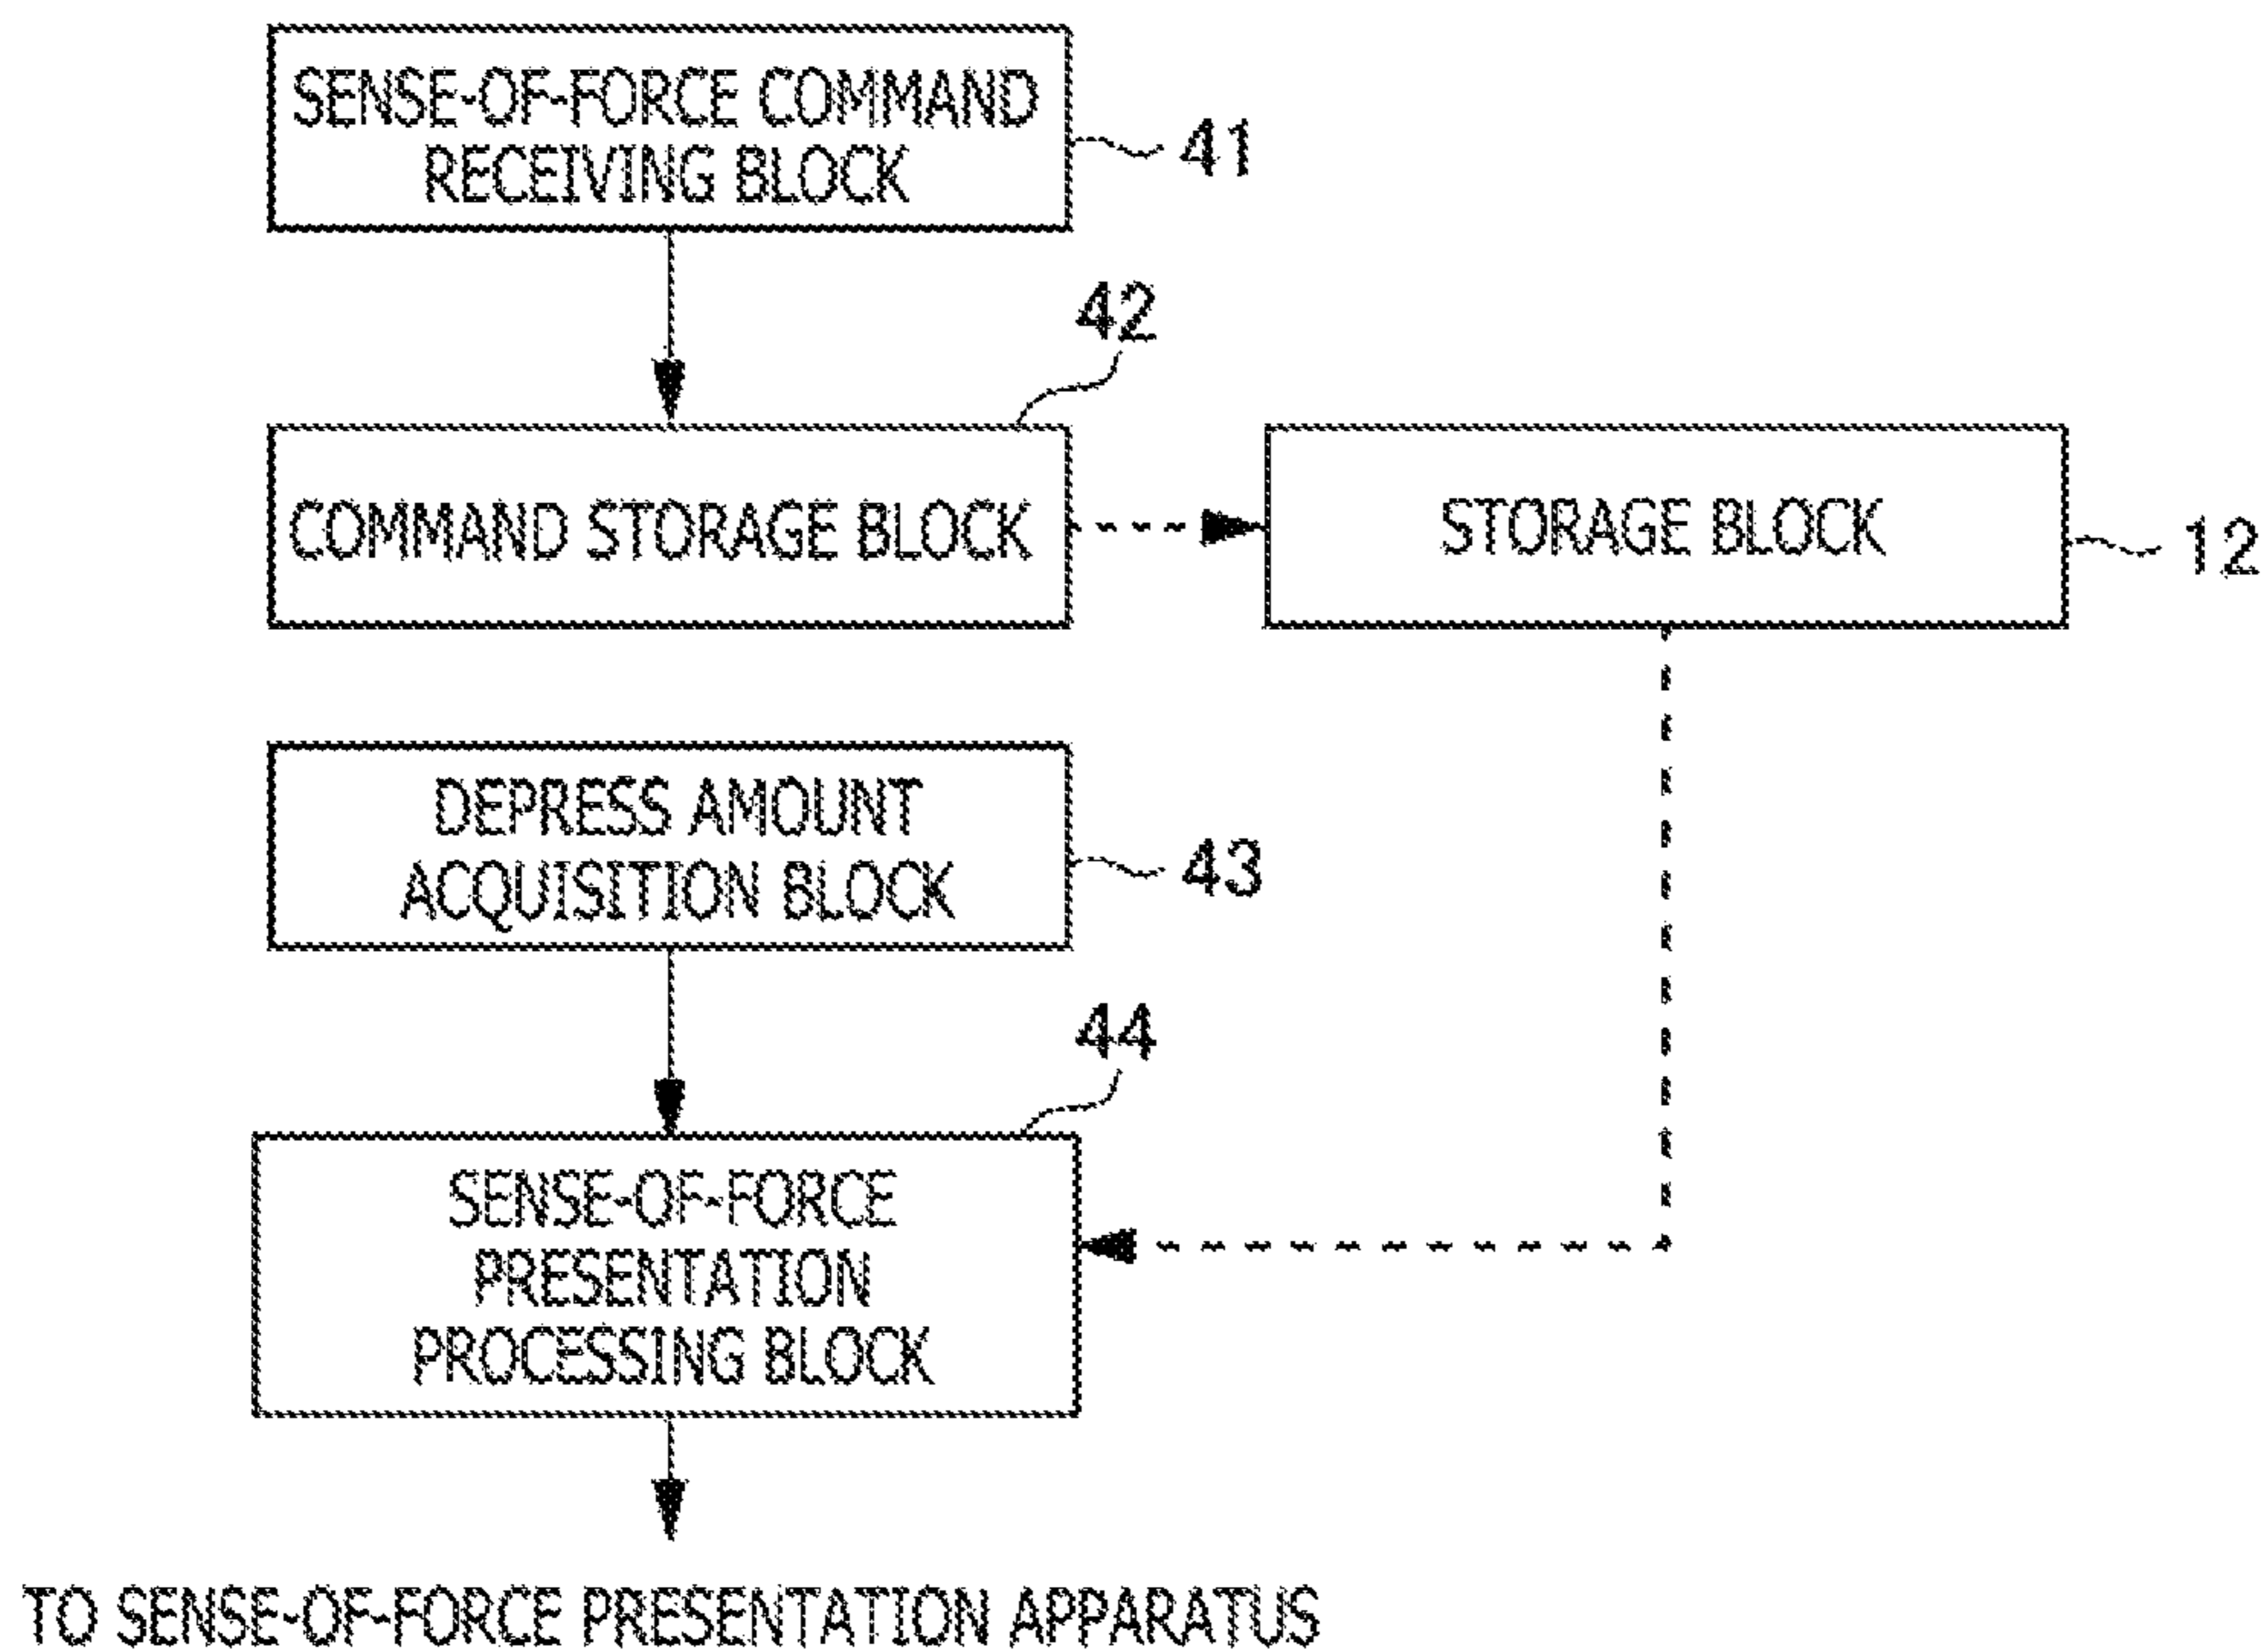 SENSE-OF-FORCE COMMAND
RECEIVING BLOCK
41
42
COMMAND STORAGE BLOCK
STORAGE BLOCK
12
DEPRESS AMOUNT
ACQUISITION BLOCK
43
44
SENSE-OF-FORCE
PRESENTATION
PROCESSING BLOCK
TO SENSE-OF-FORCE PRESENTATION APPARATUS